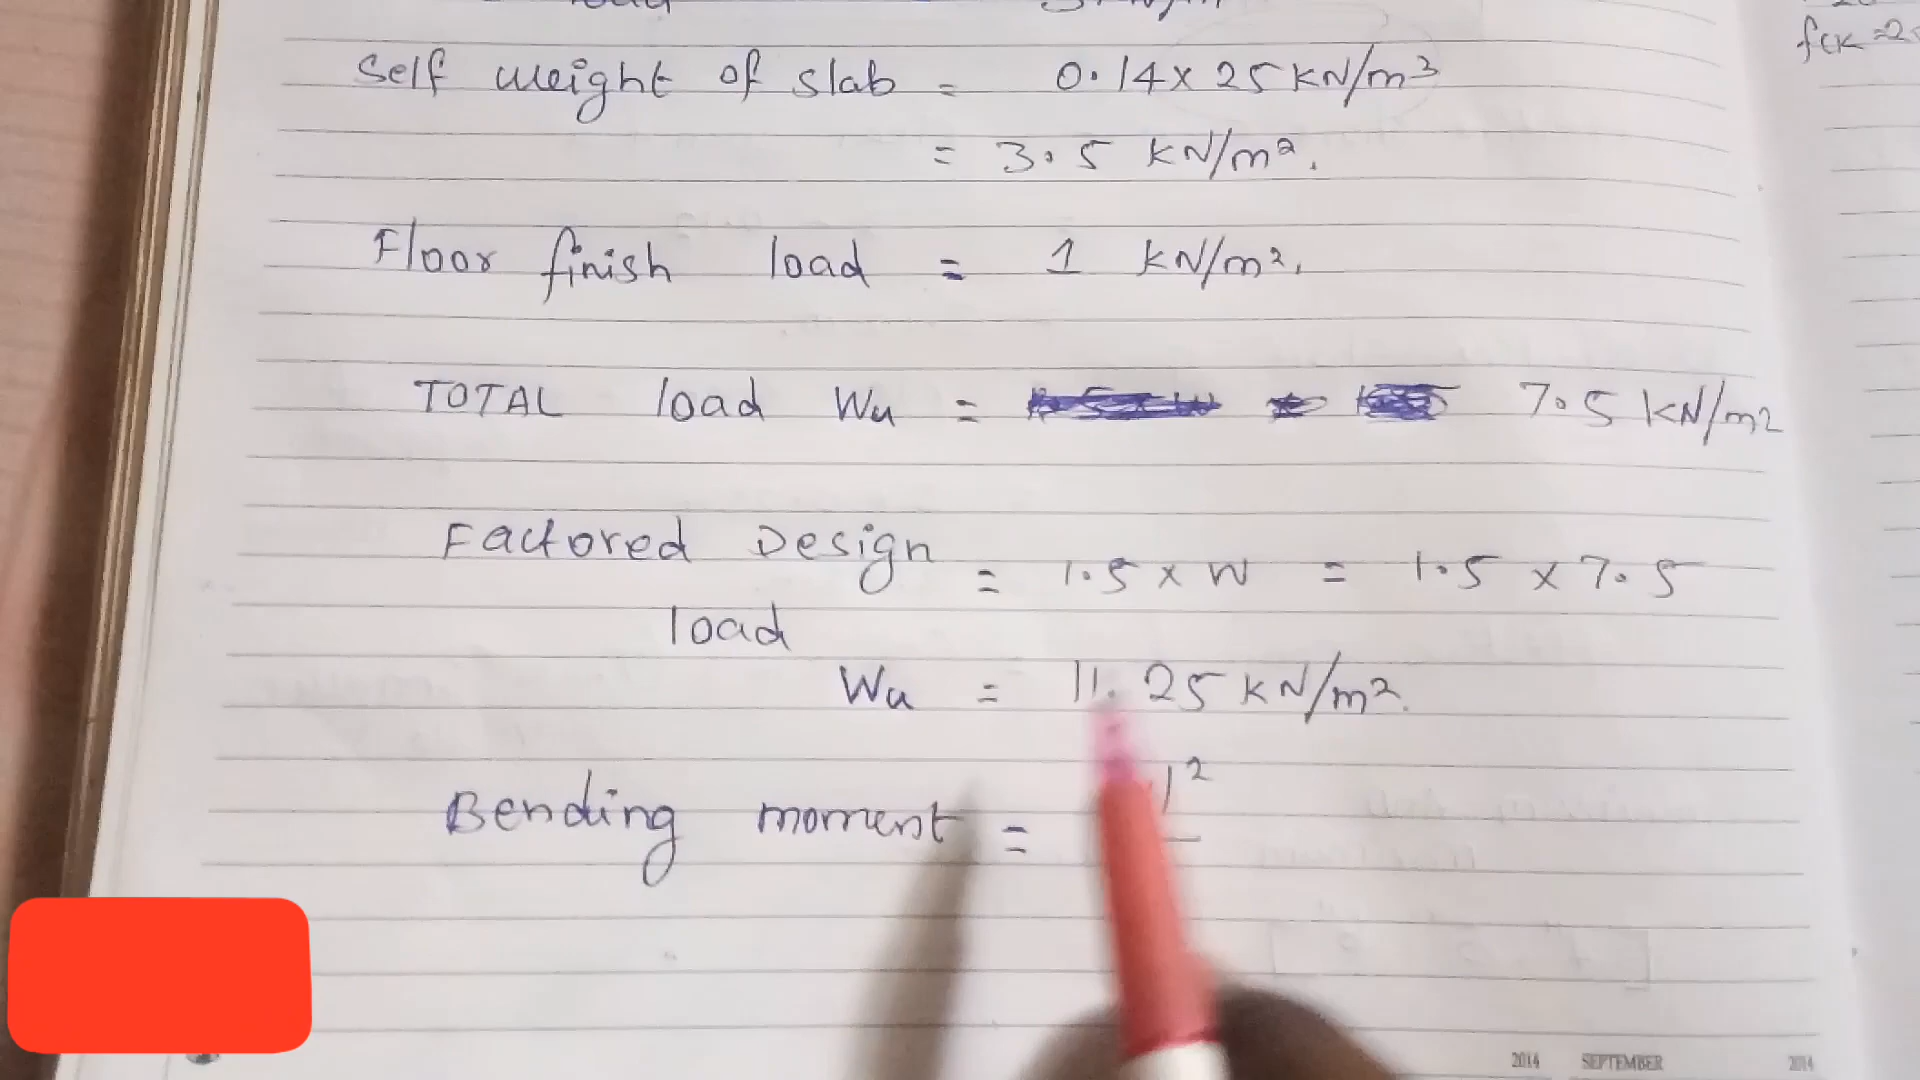 load
fck = 2
Self weight of slab = 0.14 x 25 KN/m3
= 3.5 KN/m2.
Floor finish load = 1 KN/m2.
TOTAL load Wu = 7.5 KN/m2
Factored Design load = 1.5 x W = 1.5 x 7.5
Wu = 11.25 KN/m2.
Bending moment = l2
2014 SEPTEMBER 2014